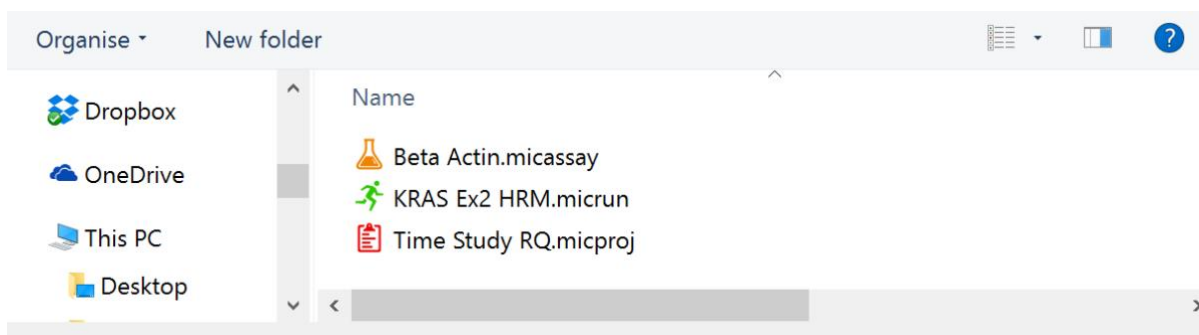 Organise New folder
?
Dropbox
OneDrive
This PC
Desktop
Name
Beta Actin.micassay
KRAS Ex2 HRM.micrun
Time Study RQ.micproj